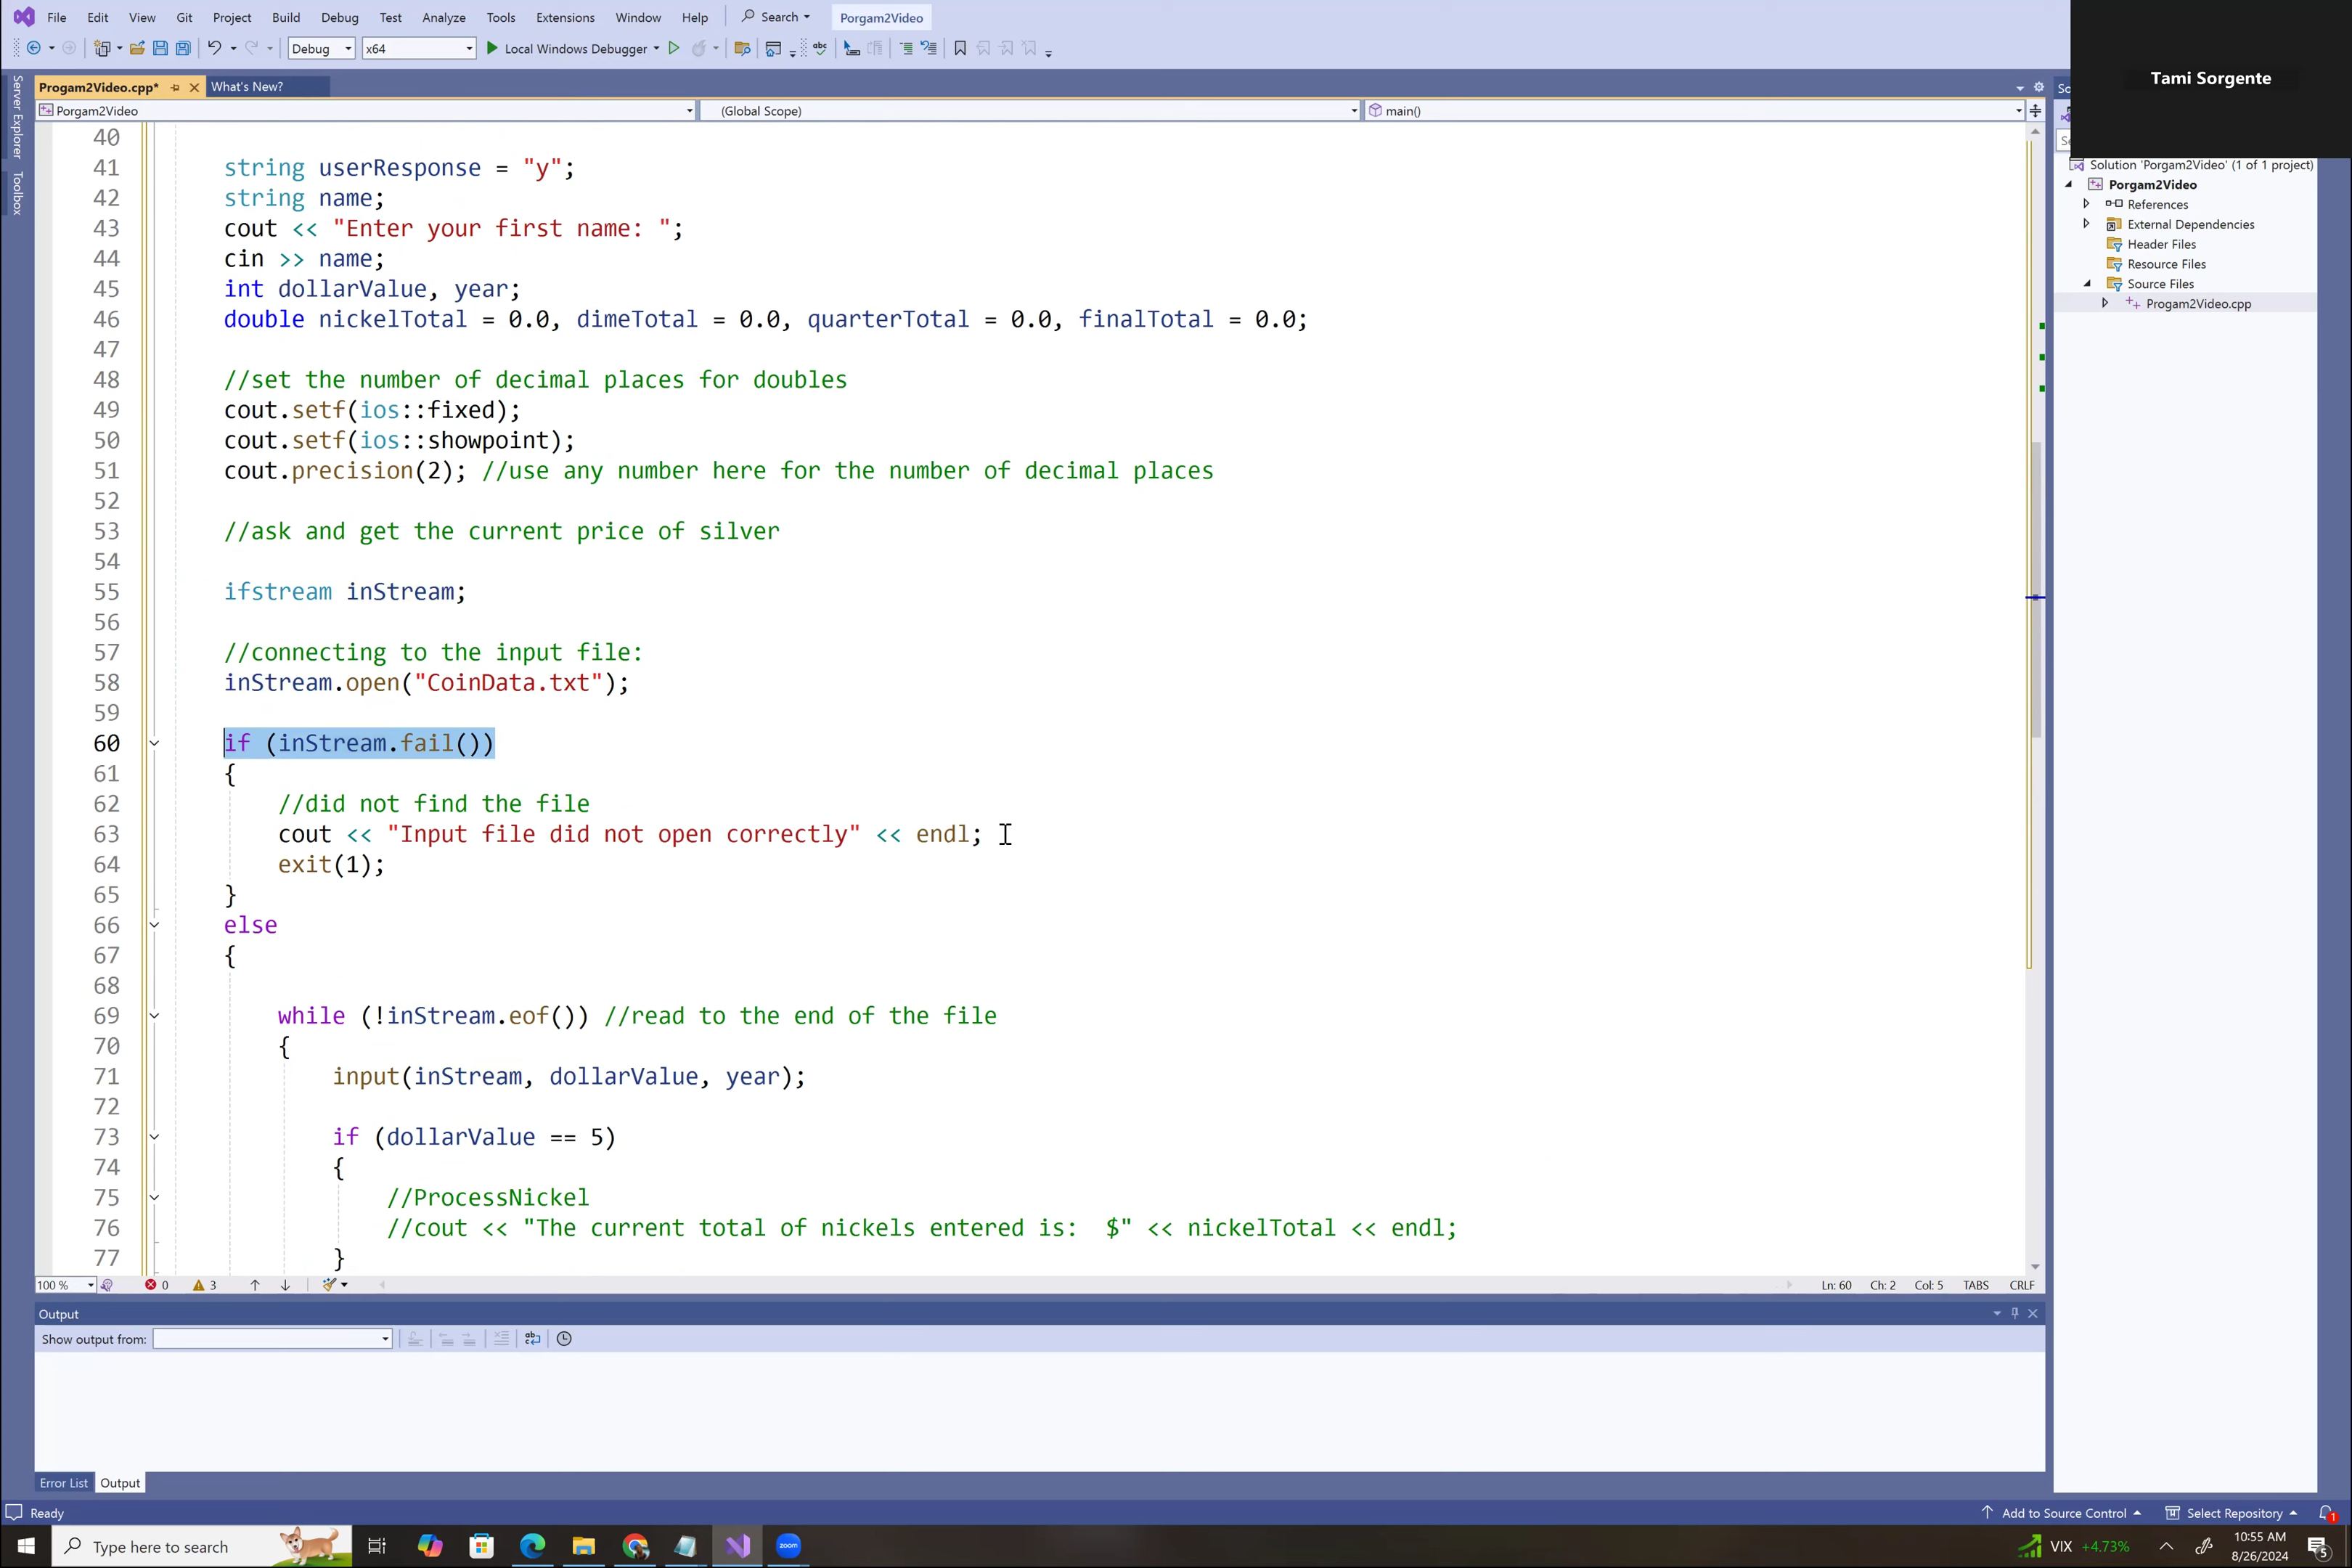 File Edit View Git Project Build Debug Test Analyze Tools Extensions Window Help Search Porgam2Video
Debug x64 Local Windows Debugger
Tami Sorgente
Server Explorer
Toolbox
Progam2Video.cpp* What's New?
Porgam2Video (Global Scope) main()
40
41 string userResponse = "y";
42 string name;
43 cout << "Enter your first name: ";
44 cin >> name;
45 int dollarValue, year;
46 double nickelTotal = 0.0, dimeTotal = 0.0, quarterTotal = 0.0, finalTotal = 0.0;
47
48 //set the number of decimal places for doubles
49 cout.setf(ios::fixed);
50 cout.setf(ios::showpoint);
51 cout.precision(2); //use any number here for the number of decimal places
52
53 //ask and get the current price of silver
54
55 ifstream inStream;
56
57 //connecting to the input file:
58 inStream.open("CoinData.txt");
59
60 if (inStream.fail())
61 {
62 //did not find the file
63 cout << "Input file did not open correctly" << endl;
64 exit(1);
65 }
66 else
67 {
68
69 while (!inStream.eof()) //read to the end of the file
70 {
71 input(inStream, dollarValue, year);
72
73 if (dollarValue == 5)
74 {
75 //ProcessNickel
76 //cout << "The current total of nickels entered is:  $" << nickelTotal << endl;
77 }
100 % 0 3 Ln: 60 Ch: 2 Col: 5 TABS CRLF
Solution 'Porgam2Video' (1 of 1 project)
Porgam2Video
References
External Dependencies
Header Files
Resource Files
Source Files
Progam2Video.cpp
Output
Show output from:
Error List Output
Ready Add to Source Control Select Repository 1
Type here to search zoom VIX +4.73% 10:55 AM
8/26/2024 5